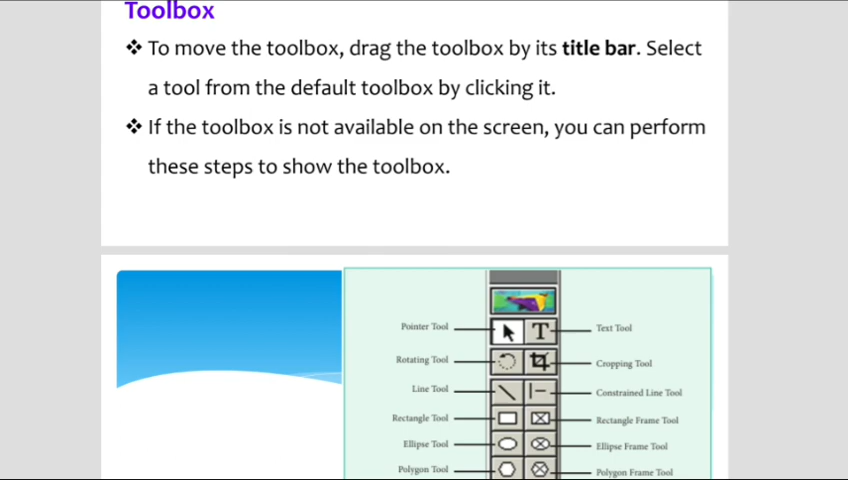 Toolbox
❖ To move the toolbox, drag the toolbox by its title bar. Select
a tool from the default toolbox by clicking it.
❖ If the toolbox is not available on the screen, you can perform
these steps to show the toolbox.
Pointer Tool
T
Text Tool
Rotating Tool
Cropping Tool
Line Tool
Constrained Line Tool
Rectangle Tool
Rectangle Frame Tool
Ellipse Tool
Ellipse Frame Tool
Polygon Tool
Polygon Frame Tool